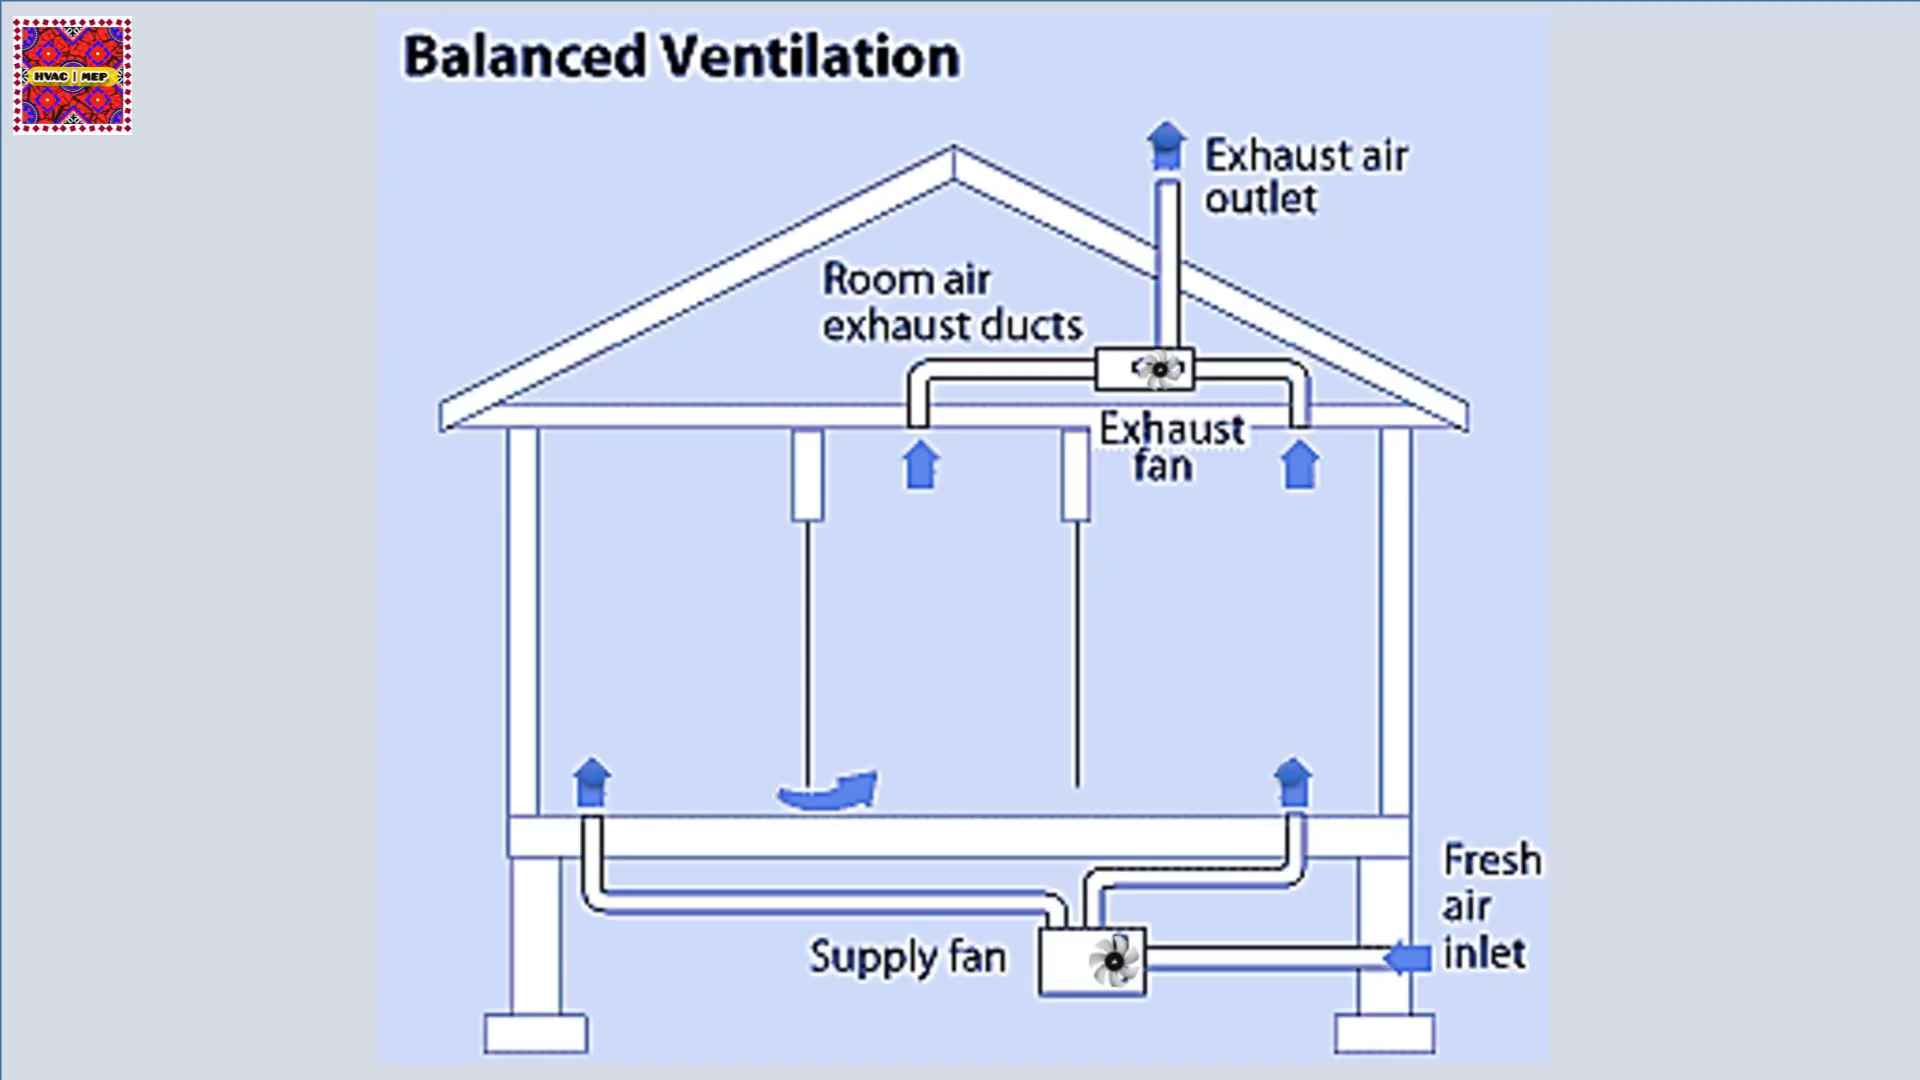 HVAC | MEP
Balanced Ventilation
Exhaust air
outlet
Room air
exhaust ducts
Exhaust
fan
Fresh
air
inlet
Supply fan